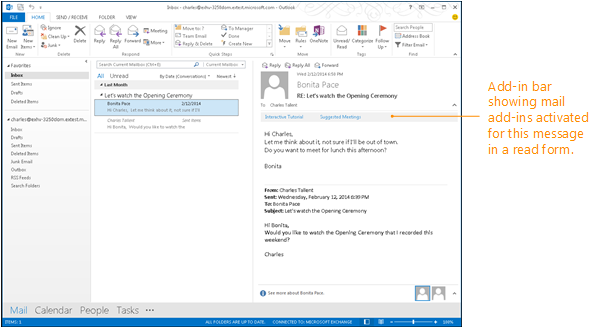 Inbox - charles@exhv-3250dom.extest.microsoft.com - Outlook
FILE HOME SEND / RECEIVE FOLDER VIEW
New Email
New Items
Ignore
Clean Up
Junk
Delete
Reply
Reply All
Forward
Meeting
More
Move to: ?
Team Email
Reply & Delete
To Manager
Done
Create New
Move
Rules
OneNote
Unread/ Read
Categorize
Follow Up
Search People
Address Book
Filter Email
New Delete Respond Quick Steps Move Tags Find
Favorites
Inbox
Sent Items
Drafts
Deleted Items
Inbox
Drafts
Sent Items
Deleted Items
Junk Email
Outbox
RSS Feeds
Search Folders
Search Current Mailbox (Ctrl+E)
Current Mailbox
All Unread By Date (Conversations) Newest
Last Month
Let's watch the Opening Ceremony
Bonita Pace 2/12/2014
Hi Charles, Let me think about it, not sure if I'll
Charles Tallent Sent Items
Hi Bonita, Would you like to watch the
Reply Reply All Forward
Wed 2/12/2014 6:59 PM
Bonita Pace
RE: Let's watch the Opening Ceremony
To Charles Tallent
Interactive Tutorial Suggested Meetings
Hi Charles,
Let me think about it, not sure if I'll be out of town.
Do you want to meet for lunch this afternoon?
Bonita
From: Charles Tallent
Sent: Wednesday, February 12, 2014 6:59 PM
To: Bonita Pace
Subject: Let's watch the Opening Ceremony
Hi Bonita,
Would you like to watch the Opening Ceremony that I recorded this
weekend?
Charles
See more about Bonita Pace.
Mail Calendar People Tasks •••
ITEMS: 1 ALL FOLDERS ARE UP TO DATE. CONNECTED TO: MICROSOFT EXCHANGE 100%
Add-in bar
showing mail
add-ins activated
for this message
in a read form.